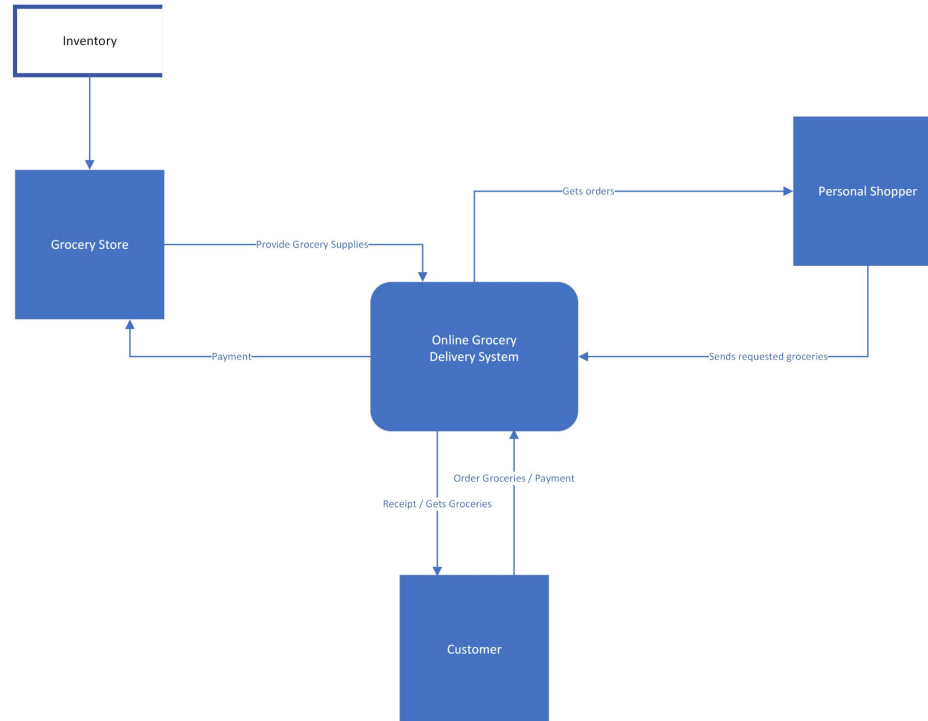 Inventory
Personal Shopper
Gets orders
Grocery Store
Provide Grocery Supplies
Online Grocery
Delivery System
Payment
Sends requested groceries
Order Groceries / Payment
Receipt / Gets Groceries
Customer